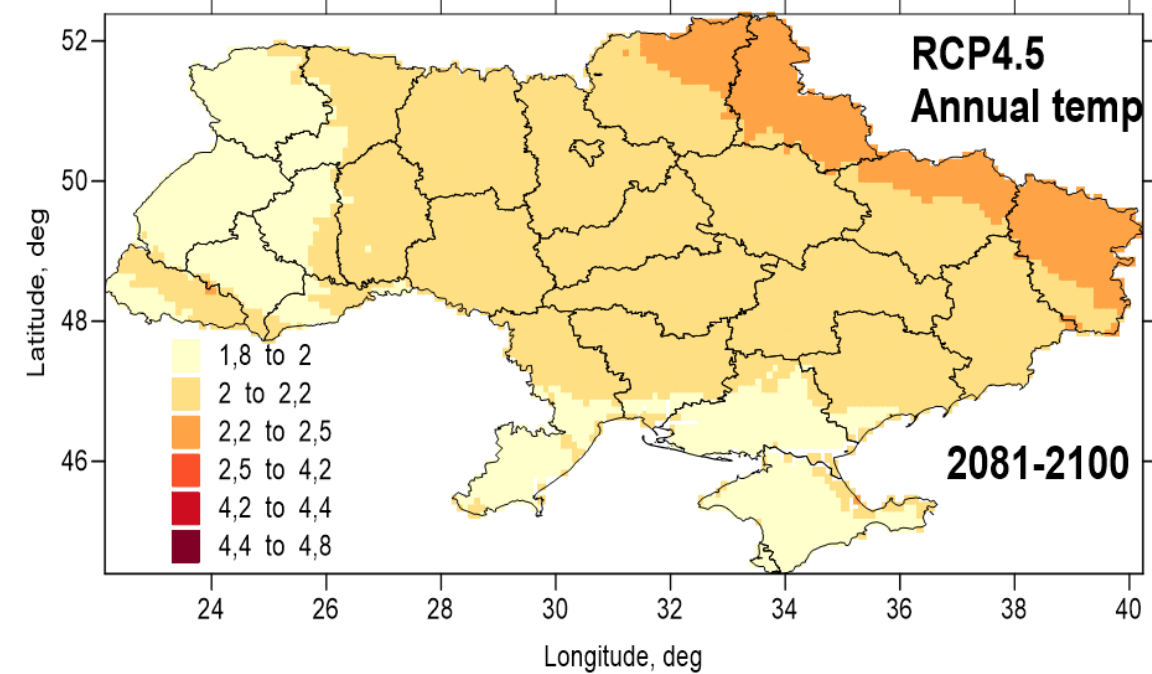 RCP4.5
Annual temp
52
50
48
46
Latitude, deg
1,8 to 2
2 to 2,2
2,2 to 2,5
2,5 to 4,2
4,2 to 4,4
4,4 to 4,8
2081-2100
24 26 28 30 32 34 36 38 40
Longitude, deg